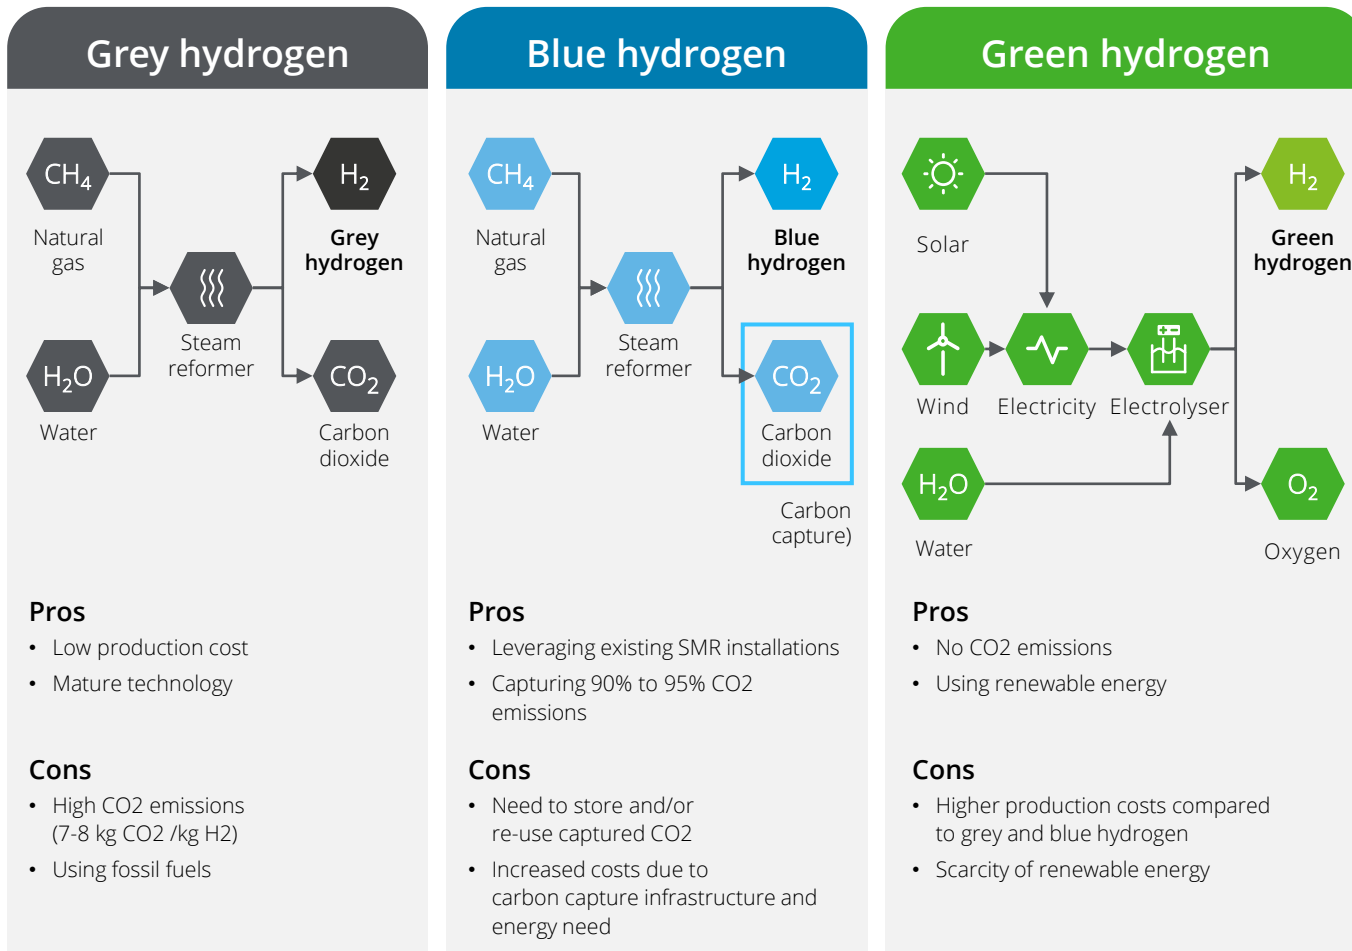 Grey hydrogen
CH₄
H₂
Natural
gas
Grey
hydrogen
Steam
reformer
H₂O
CO₂
Water
Carbon
dioxide
Pros
• Low production cost
• Mature technology
Cons
• High CO2 emissions
(7-8 kg CO2 /kg H2)
• Using fossil fuels
Blue hydrogen
CH₄
H₂
Natural
gas
Blue
hydrogen
Steam
reformer
H₂O
CO₂
Water
Carbon
dioxide
Carbon
capture)
Pros
• Leveraging existing SMR installations
• Capturing 90% to 95% CO2
emissions
Cons
• Need to store and/or
re-use captured CO2
• Increased costs due to
carbon capture infrastructure and
energy need
Green hydrogen
H₂
Solar
Green
hydrogen
Wind
Electricity
Electrolyser
H₂O
O₂
Water
Oxygen
Pros
• No CO2 emissions
• Using renewable energy
Cons
• Higher production costs compared
to grey and blue hydrogen
• Scarcity of renewable energy